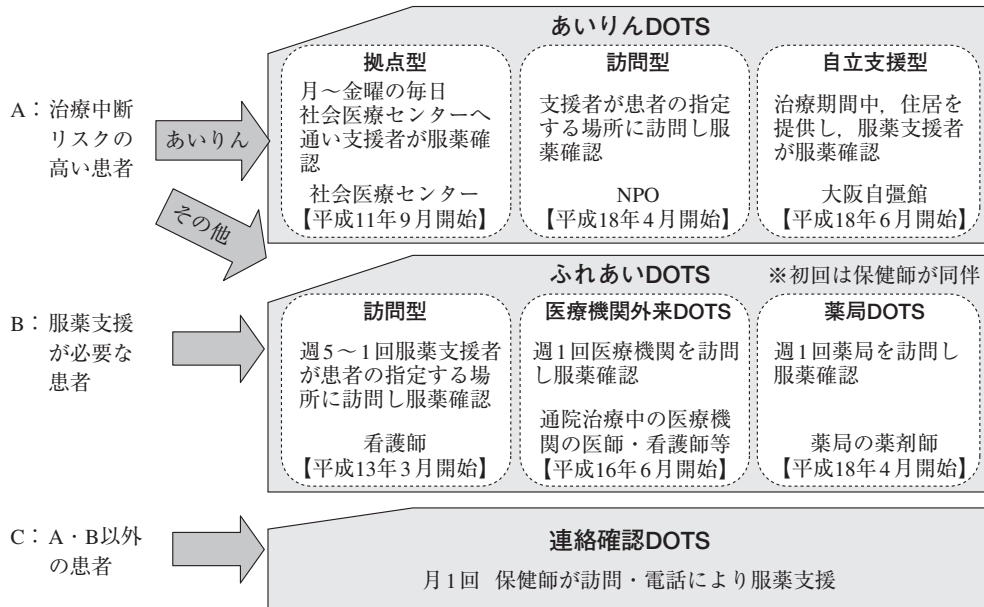 あいりんDOTS
A：治療中断
リスクの
高い患者
あいりん
その他
拠点型
月～金曜の毎日
社会医療センターへ
通い支援者が服薬確
認
社会医療センター
【平成11年9月開始】
訪問型
支援者が患者の指定
する場所に訪問し服
薬確認
NPO
【平成18年4月開始】
自立支援型
治療期間中，住居を
提供し，服薬支援者
が服薬確認
大阪自彊館
【平成18年6月開始】
ふれあいDOTS
※初回は保健師が同伴
B：服薬支援
が必要な
患者
訪問型
週5～1回服薬支援者
が患者の指定する場
所に訪問し服薬確認
看護師
【平成13年3月開始】
医療機関外来DOTS
週1回医療機関を訪問
し服薬確認
通院治療中の医療機
関の医師・看護師等
【平成16年6月開始】
薬局DOTS
週1回薬局を訪問し
服薬確認
薬局の薬剤師
【平成18年4月開始】
C：A・B以外
の患者
連絡確認DOTS
月1回 保健師が訪問・電話により服薬支援